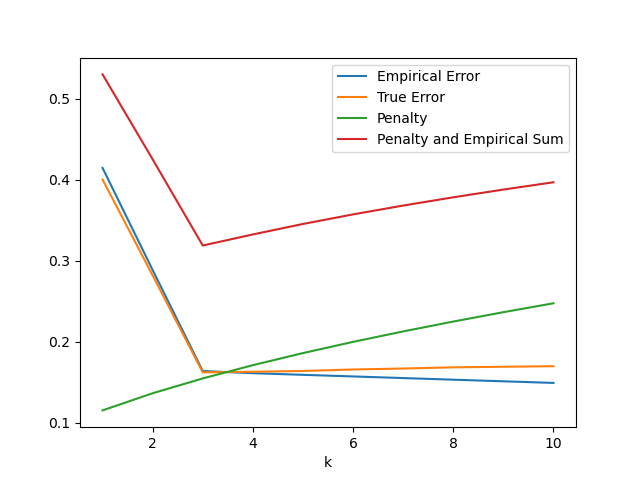 Empirical Error
True Error
Penalty
Penalty and Empirical Sum
0.5
0.4
0.3
0.2
0.1
2 4 6 8 10
k